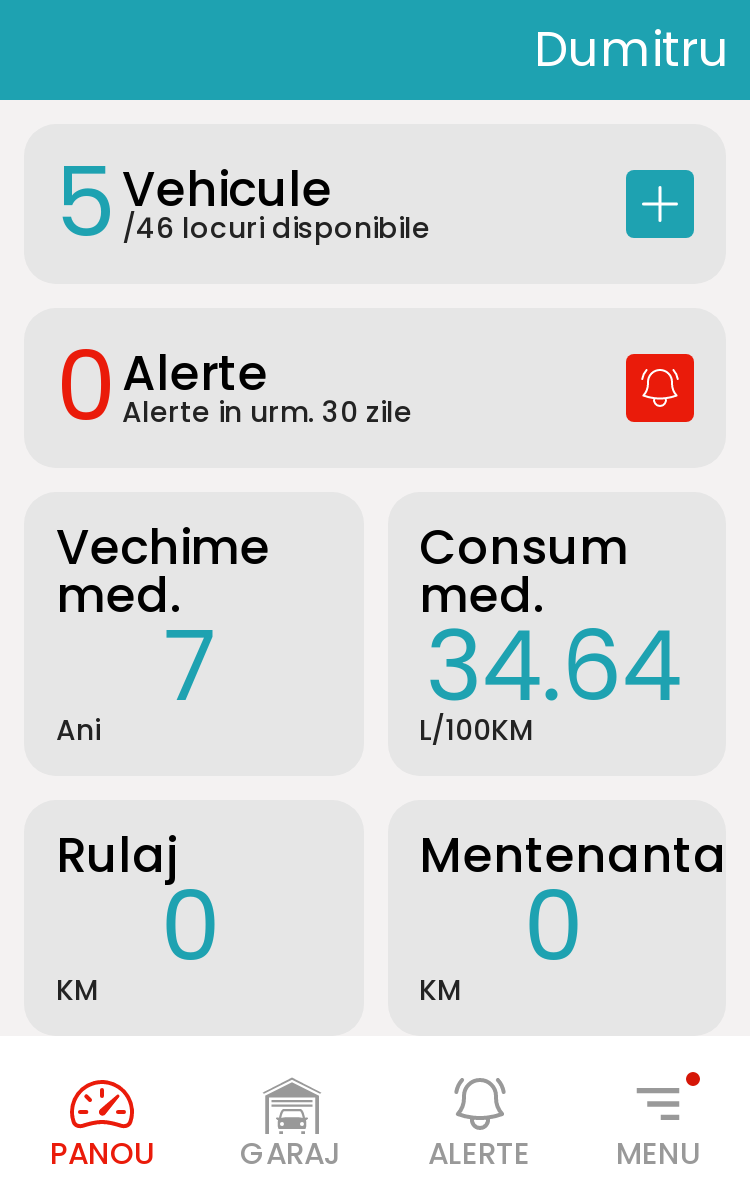 Dumitru
5 Vehicule
/46 locuri disponibile
0 Alerte
Alerte in urm. 30 zile
Vechime
med.
7
Ani
Consum
med.
34.64
L/100KM
Rulaj
0
KM
Mentenanta
0
KM
PANOU
GARAJ
ALERTE
MENU